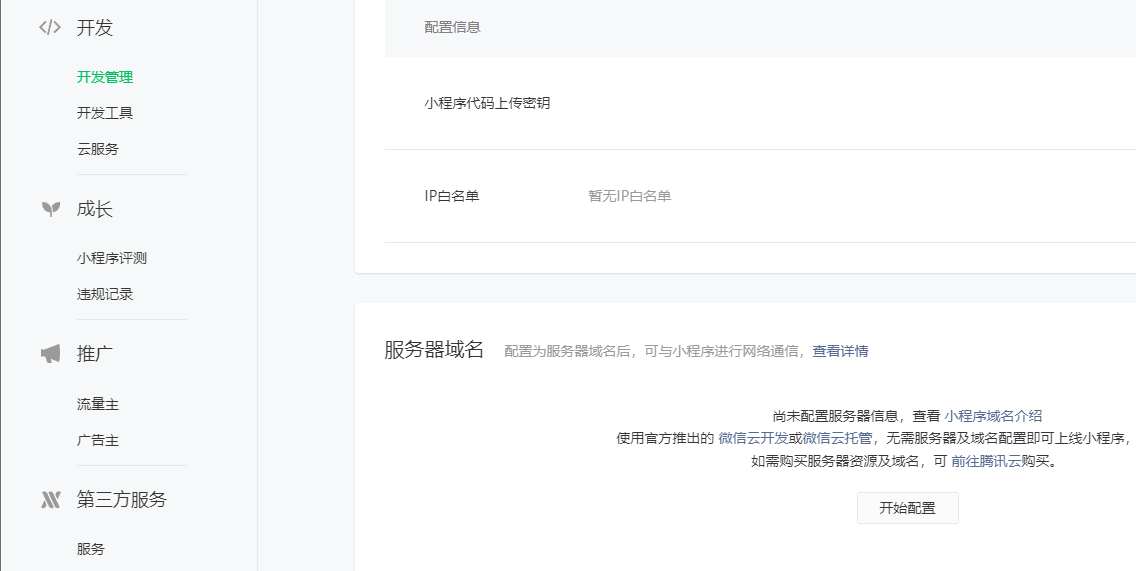 开发
开发管理
开发工具
云服务
成长
小程序评测
违规记录
推广
流量主
广告主
第三方服务
服务
配置信息
小程序代码上传密钥
IP白名单 暂无IP白名单
服务器域名 配置为服务器域名后，可与小程序进行网络通信，查看详情
尚未配置服务器信息，查看 小程序域名介绍
使用官方推出的 微信云开发或微信云托管，无需服务器及域名配置即可上线小程序，
如需购买服务器资源及域名，可 前往腾讯云购买。
开始配置